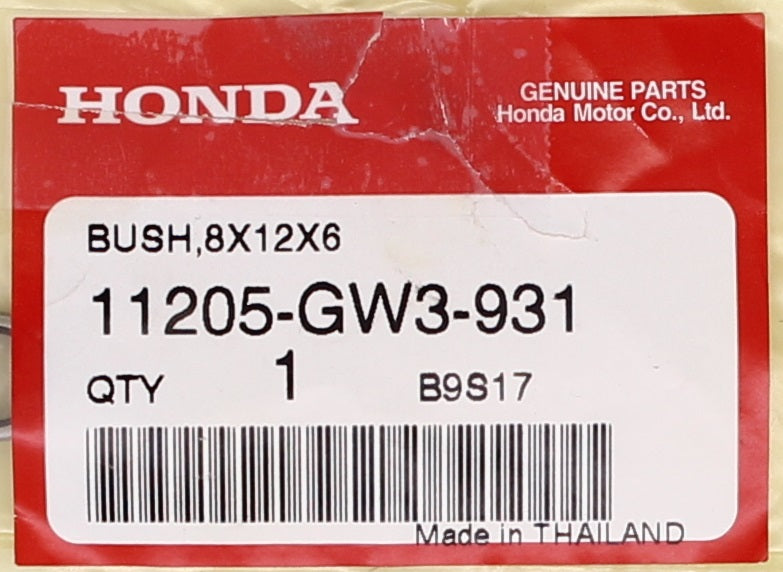 HONDA
GENUINE PARTS
Honda Motor Co., Ltd.
BUSH,8X12X6
11205-GW3-931
QTY 1 B9S17
Made in THAILAND